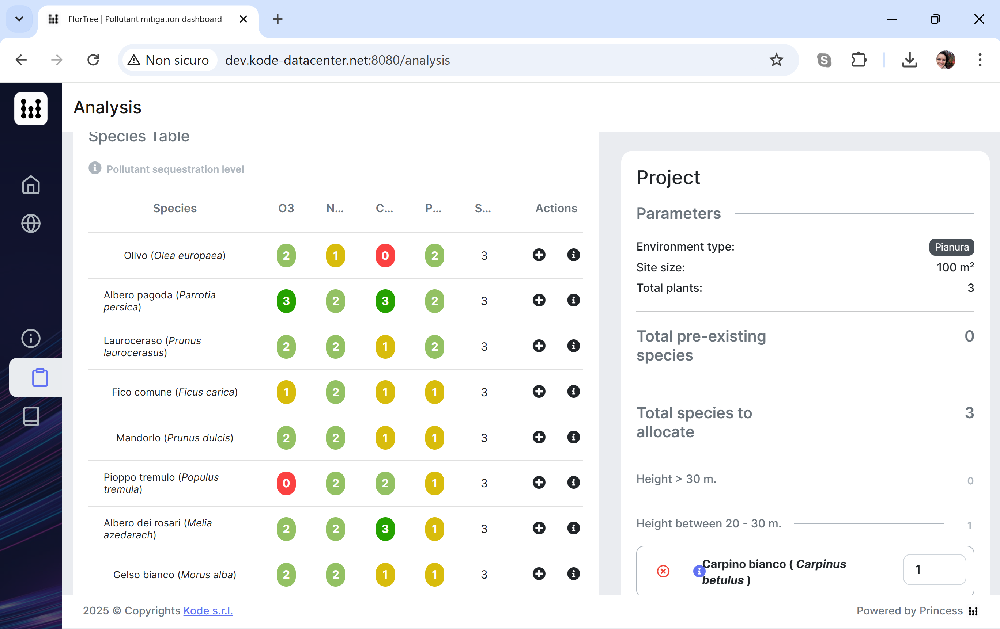 FlorTree | Pollutant mitigation dashboard
Non sicuro
dev.kode-datacenter.net:8080/analysis
Analysis
Species Table
Pollutant sequestration level
Species O3 N... C... P... S... Actions
Olivo (Olea europaea) 2 1 0 2 3
Albero pagoda (Parrotia
persica) 3 2 3 2 3
Lauroceraso (Prunus
laurocerasus) 2 2 1 2 3
Fico comune (Ficus carica) 1 2 1 1 3
Mandorlo (Prunus dulcis) 2 2 1 1 3
Pioppo tremulo (Populus
tremula) 0 2 2 1 3
Albero dei rosari (Melia
azedarach) 2 2 3 1 3
Gelso bianco (Morus alba) 2 2 1 1 3
Project
Parameters
Environment type: Pianura
Site size: 100 m²
Total plants: 3
Total pre-existing
species 0
Total species to
allocate 3
Height > 30 m. 0
Height between 20 - 30 m. 1
Carpino bianco ( Carpinus
betulus ) 1
2025 © Copyrights Kode s.r.l.
Powered by Princess